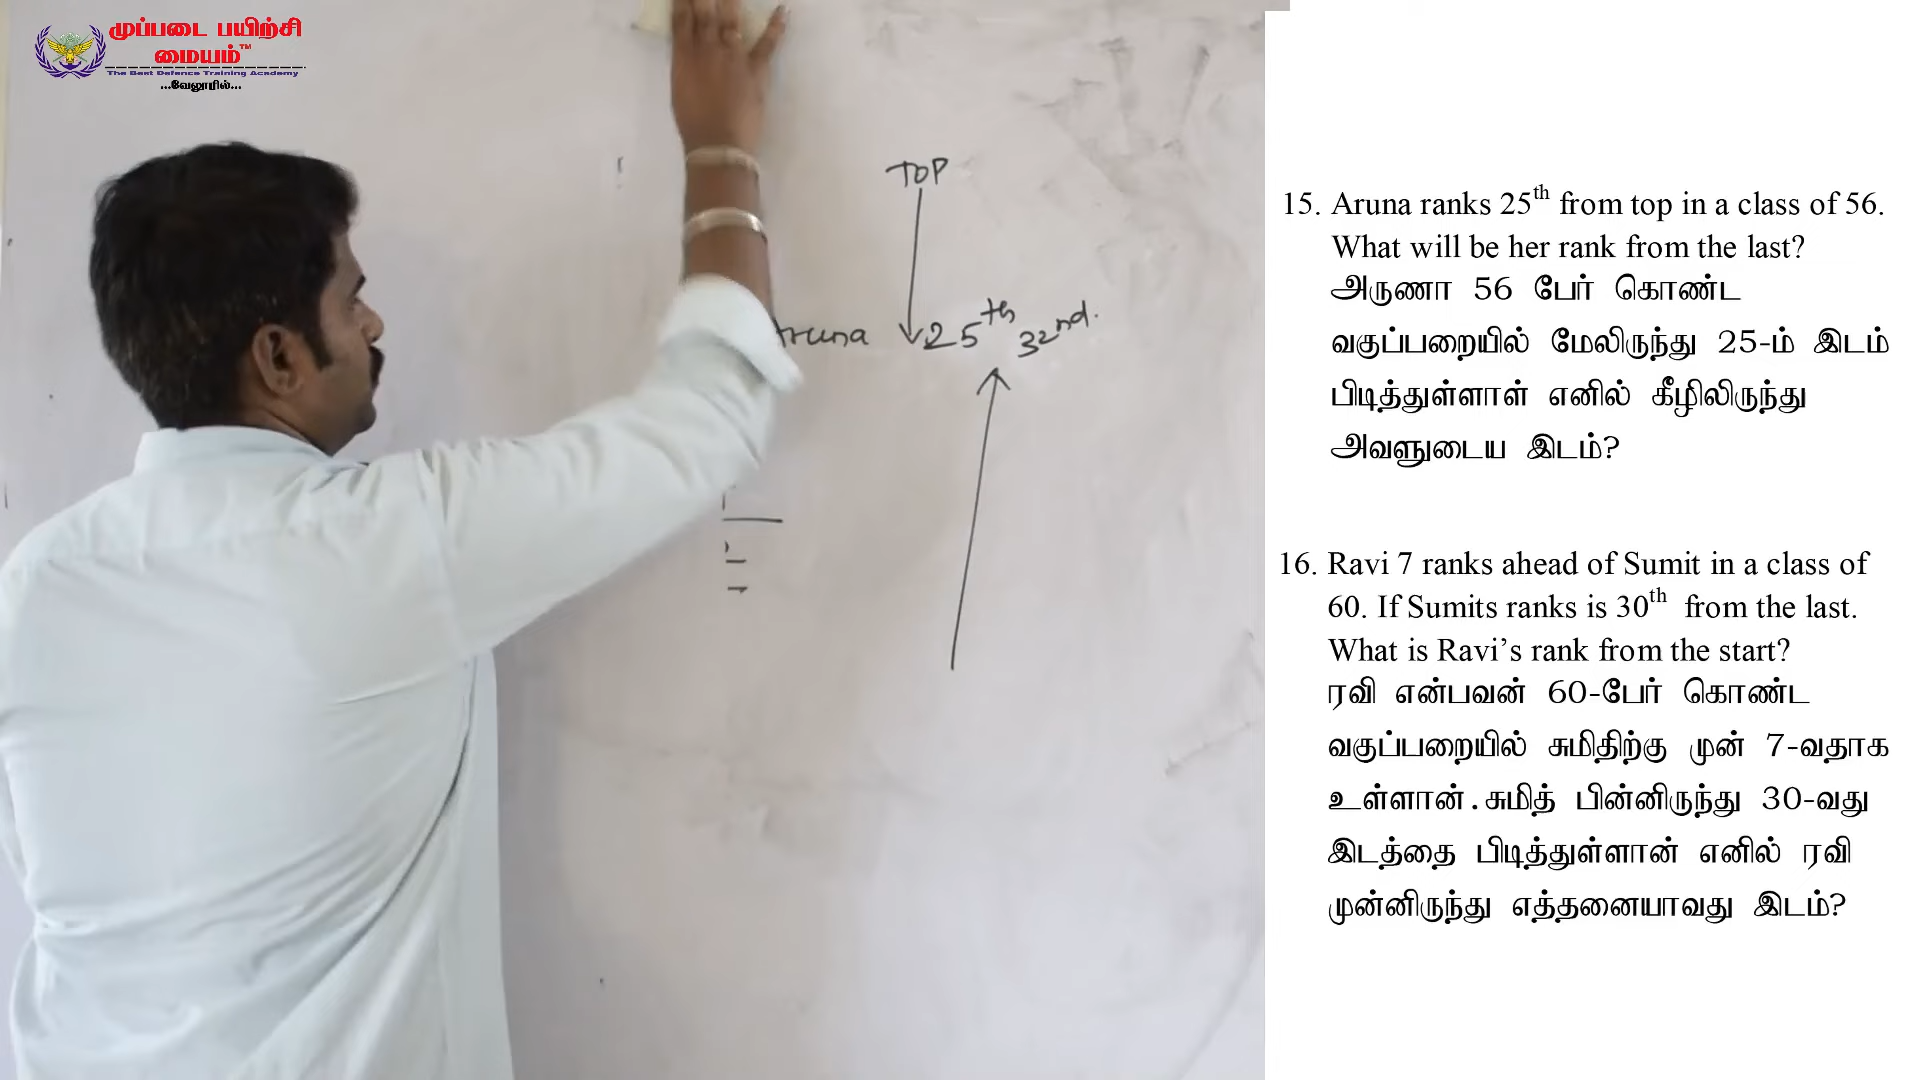 முப்படை பயிற்சி
மையம்™
The Best Defence Training Academy
...வேலூரில்...
TOP
Aruna 25th 32nd.
15. Aruna ranks 25th from top in a class of 56.
What will be her rank from the last?
அருணா 56 பேர் கொண்ட
வகுப்பறையில் மேலிருந்து 25-ம் இடம்
பிடித்துள்ளாள் எனில் கீழிலிருந்து
அவளுடைய இடம்?
16. Ravi 7 ranks ahead of Sumit in a class of
60. If Sumits ranks is 30th from the last.
What is Ravi’s rank from the start?
ரவி என்பவன் 60-பேர் கொண்ட
வகுப்பறையில் சுமிதிற்கு முன் 7-வதாக
உள்ளான்.சுமித் பின்னிருந்து 30-வது
இடத்தை பிடித்துள்ளான் எனில் ரவி
முன்னிருந்து எத்தனையாவது இடம்?